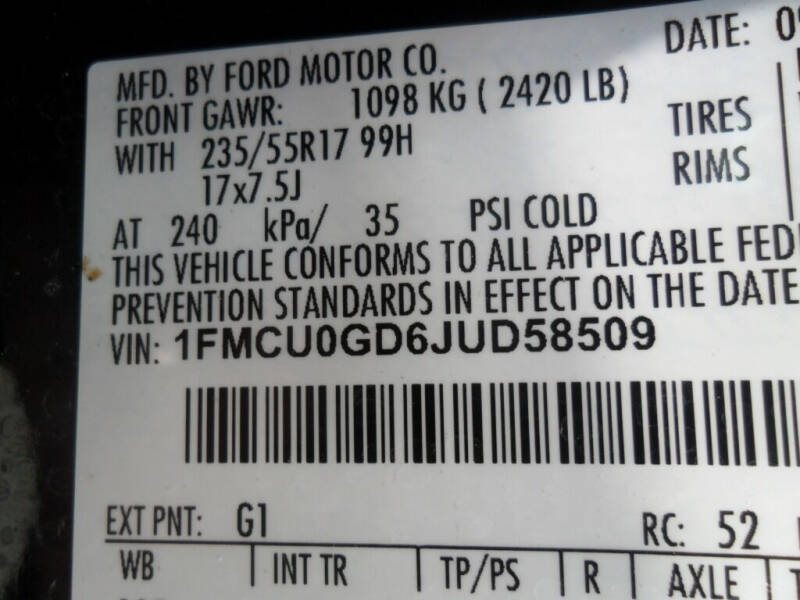 DATE: 09
MFD. BY FORD MOTOR CO.
FRONT GAWR: 1098 KG ( 2420 LB)
WITH 235/55R17 99H TIRES
17x7.5J RIMS
AT 240 kPa/ 35 PSI COLD
THIS VEHICLE CONFORMS TO ALL APPLICABLE FED
PREVENTION STANDARDS IN EFFECT ON THE DATE
VIN: 1FMCU0GD6JUD58509
EXT PNT: G1 RC: 52
WB INT TR TP/PS R AXLE